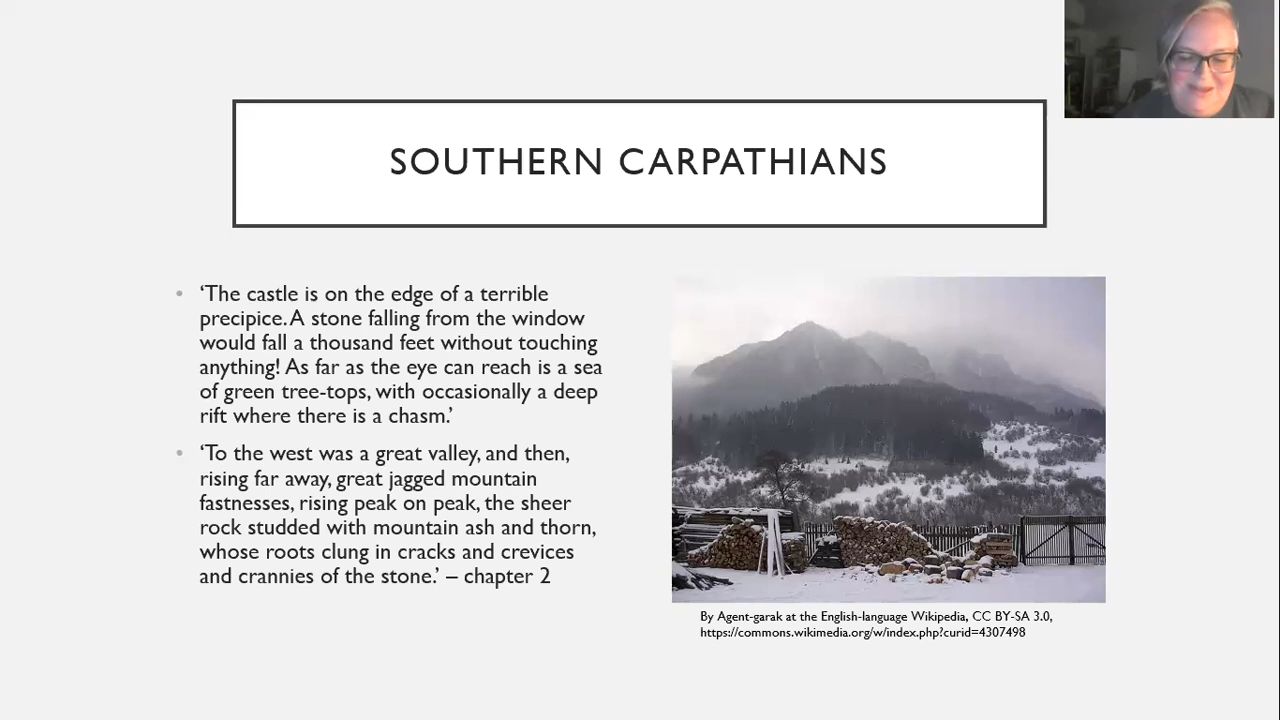 SOUTHERN CARPATHIANS
• ‘The castle is on the edge of a terrible
precipice. A stone falling from the window
would fall a thousand feet without touching
anything! As far as the eye can reach is a sea
of green tree-tops, with occasionally a deep
rift where there is a chasm.’
• ‘To the west was a great valley, and then,
rising far away, great jagged mountain
fastnesses, rising peak on peak, the sheer
rock studded with mountain ash and thorn,
whose roots clung in cracks and crevices
and crannies of the stone.’ – chapter 2
By Agent-garak at the English-language Wikipedia, CC BY-SA 3.0,
https://commons.wikimedia.org/w/index.php?curid=4307498